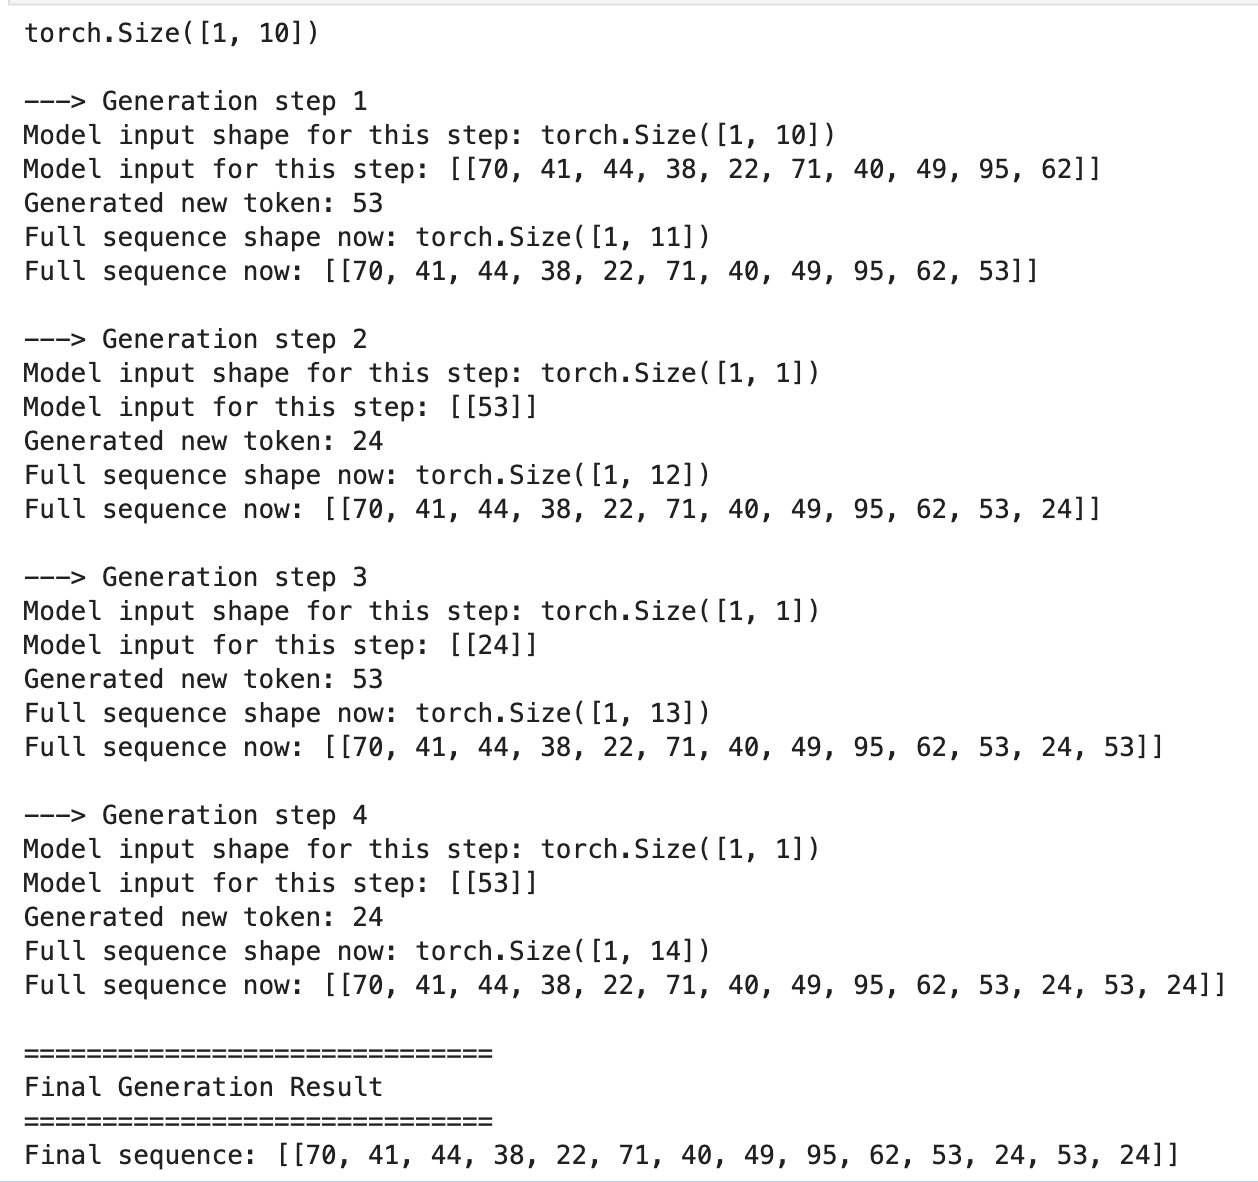 torch.Size([1, 10])
---> Generation step 1
Model input shape for this step: torch.Size([1, 10])
Model input for this step: [[70, 41, 44, 38, 22, 71, 40, 49, 95, 62]]
Generated new token: 53
Full sequence shape now: torch.Size([1, 11])
Full sequence now: [[70, 41, 44, 38, 22, 71, 40, 49, 95, 62, 53]]
---> Generation step 2
Model input shape for this step: torch.Size([1, 1])
Model input for this step: [[53]]
Generated new token: 24
Full sequence shape now: torch.Size([1, 12])
Full sequence now: [[70, 41, 44, 38, 22, 71, 40, 49, 95, 62, 53, 24]]
---> Generation step 3
Model input shape for this step: torch.Size([1, 1])
Model input for this step: [[24]]
Generated new token: 53
Full sequence shape now: torch.Size([1, 13])
Full sequence now: [[70, 41, 44, 38, 22, 71, 40, 49, 95, 62, 53, 24, 53]]
---> Generation step 4
Model input shape for this step: torch.Size([1, 1])
Model input for this step: [[53]]
Generated new token: 24
Full sequence shape now: torch.Size([1, 14])
Full sequence now: [[70, 41, 44, 38, 22, 71, 40, 49, 95, 62, 53, 24, 53, 24]]
==============================
Final Generation Result
==============================
Final sequence: [[70, 41, 44, 38, 22, 71, 40, 49, 95, 62, 53, 24, 53, 24]]